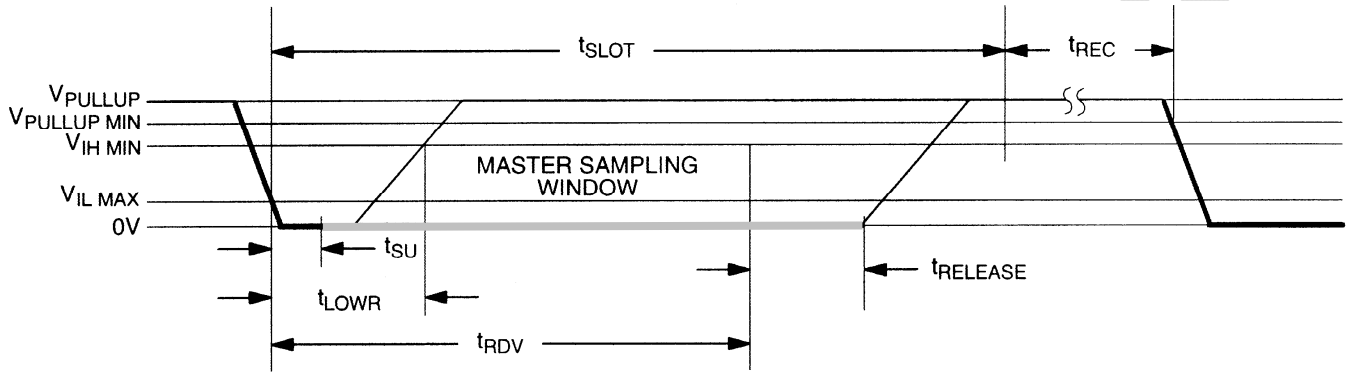 tSLOT
tREC
VPULLUP
VPULLUP MIN
VIH MIN
MASTER SAMPLING
WINDOW
VIL MAX
0V
tSU
tRELEASE
tLOWR
tRDV